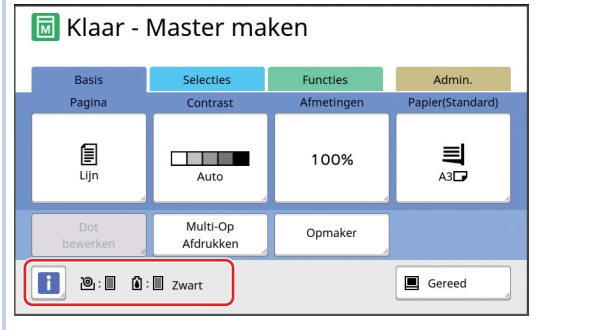 M Klaar - Master maken
Basis Selecties Functies Admin.
Pagina Contrast Afmetingen Papier(Standard)
Lijn Auto 100% A3
Dot
bewerken
Multi-Op
Afdrukken
Opmaker
i : : Zwart Gereed